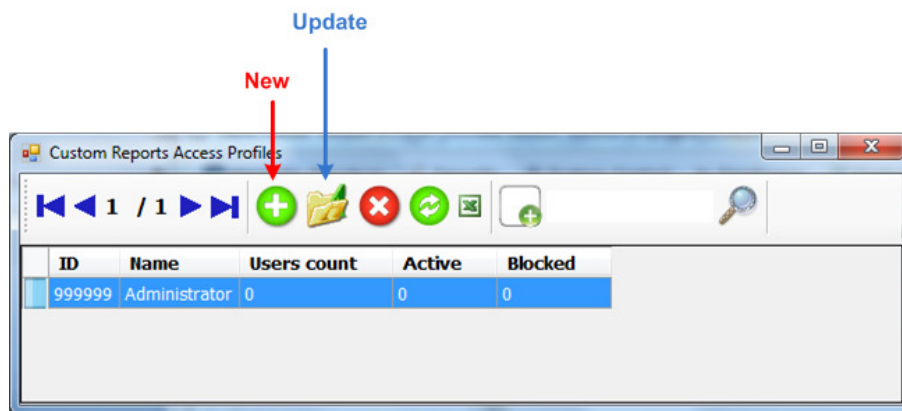 Update
New
Custom Reports Access Profiles
1 / 1
ID Name Users count Active Blocked
999999 Administrator 0 0 0